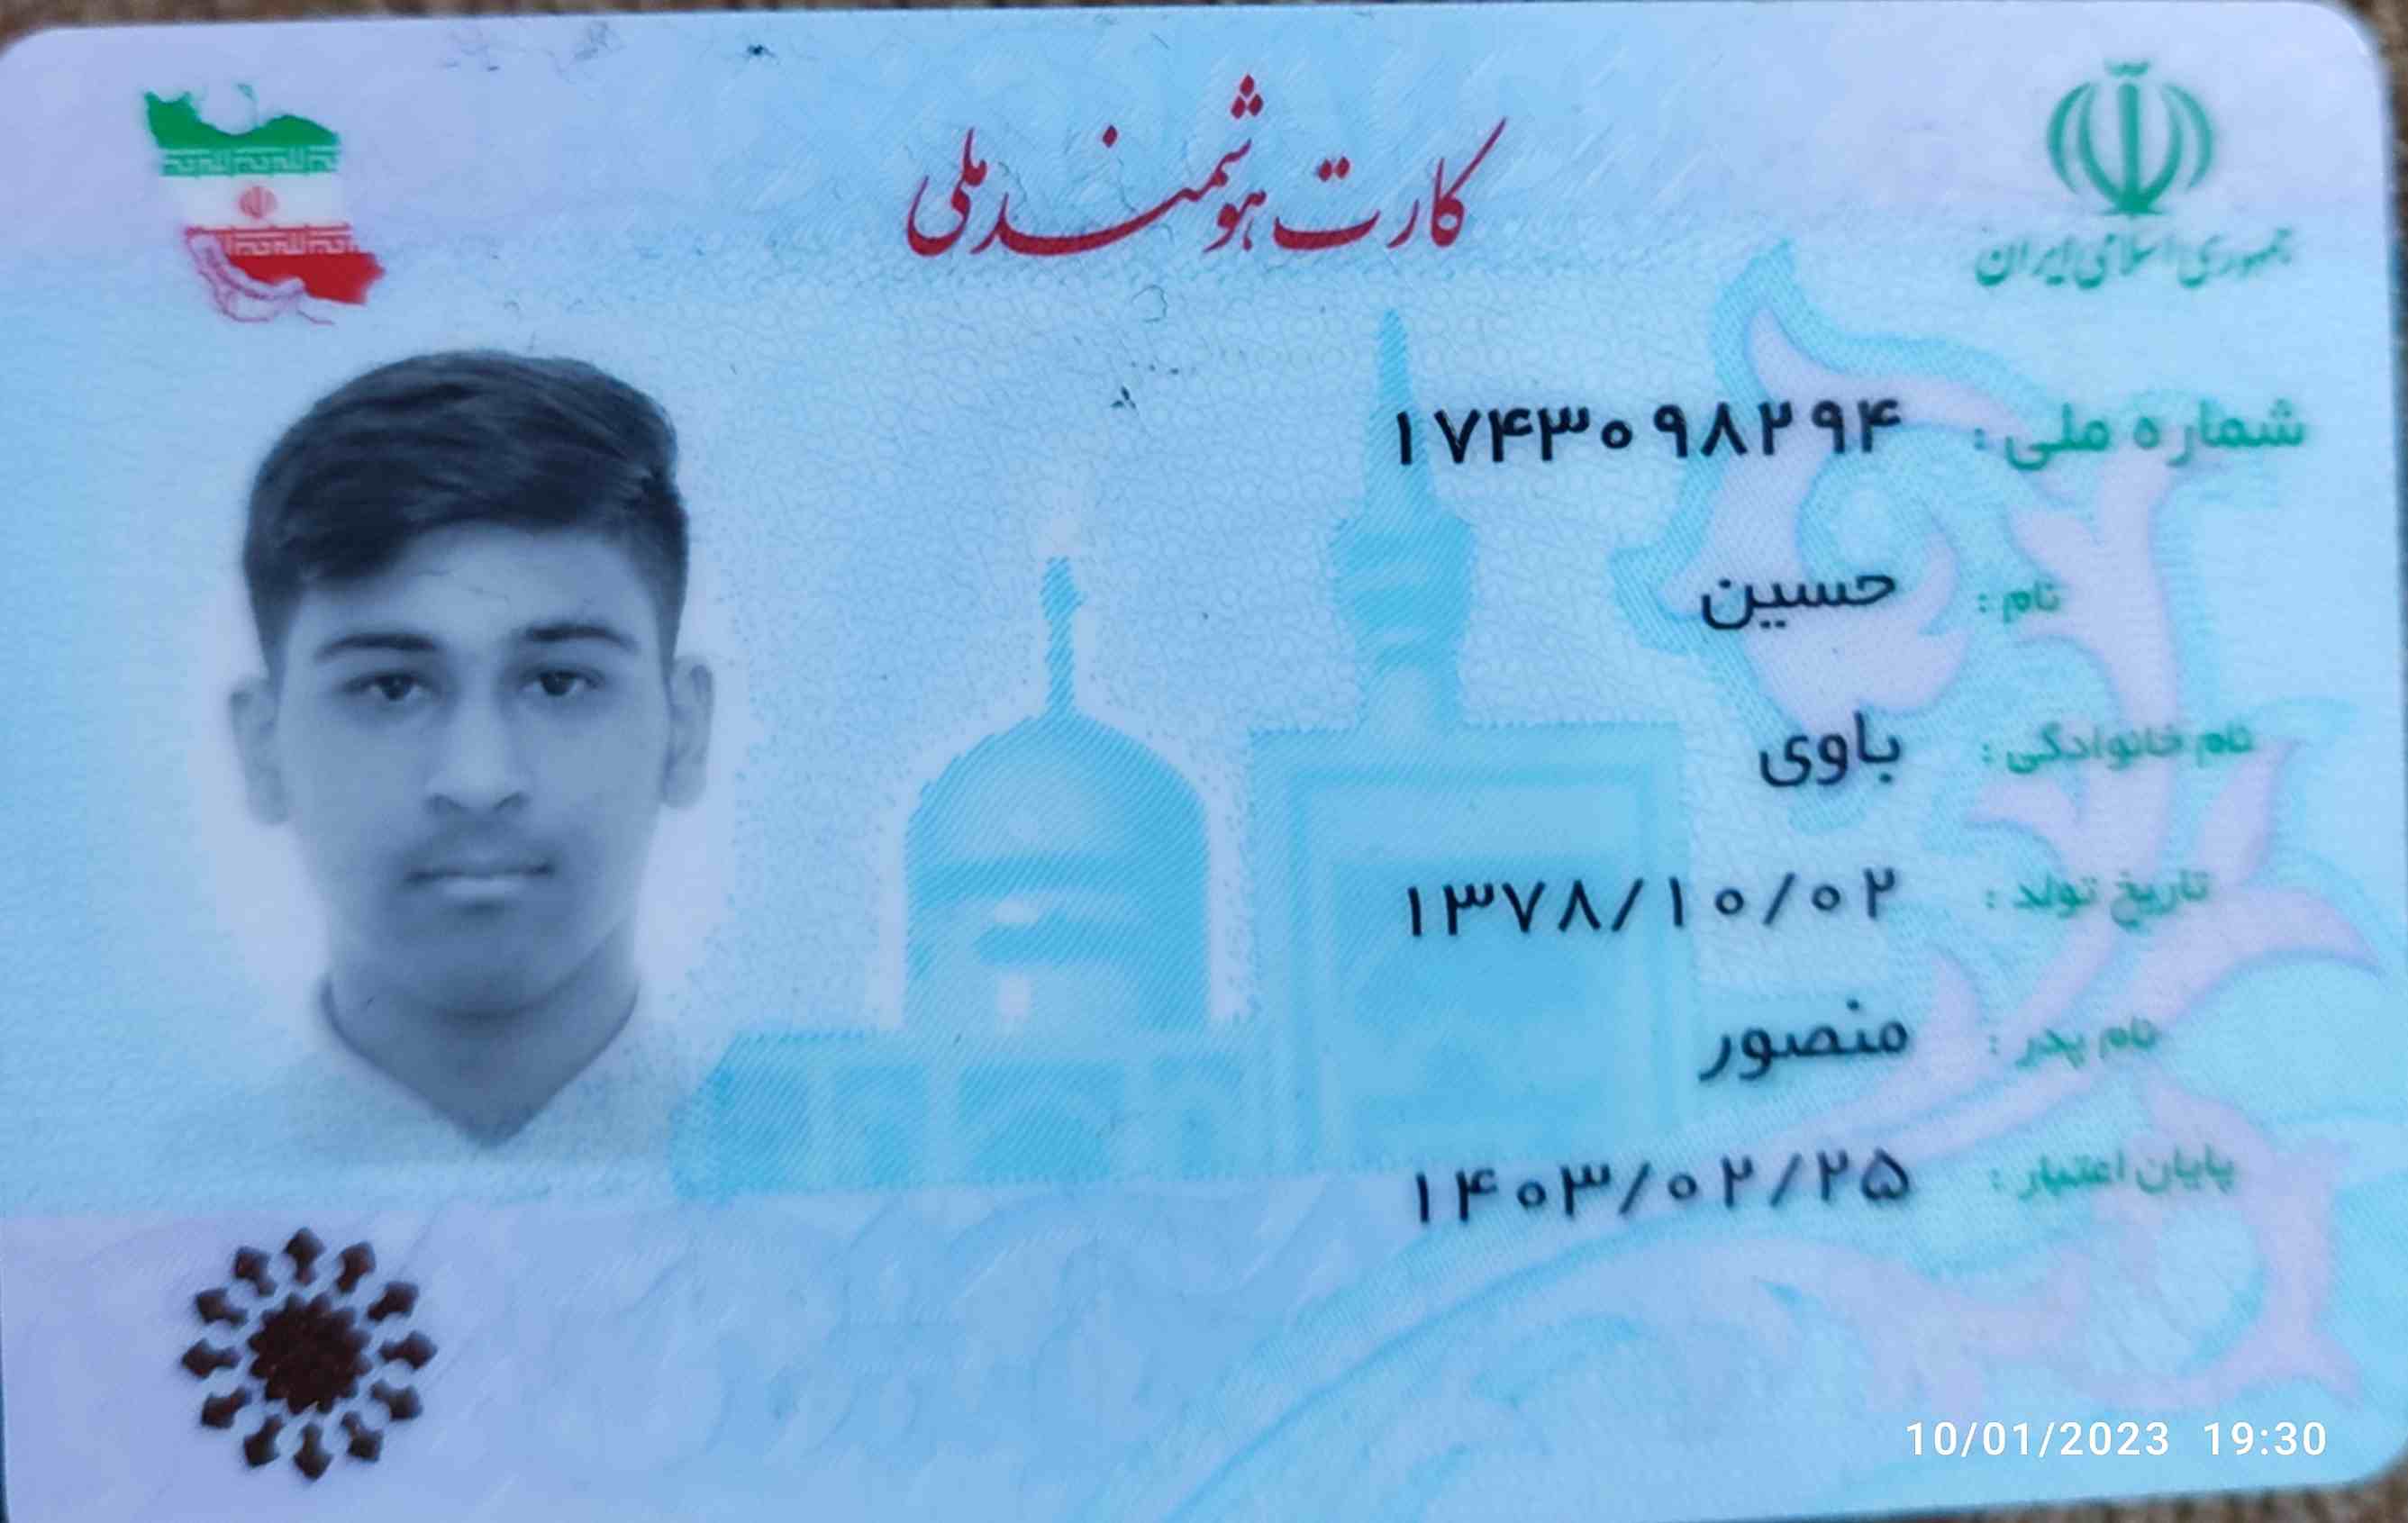 کارت هوشمند ملی
جمهوری اسلامی ایران
شماره ملی : ۱۷۴۳۰۹۸۲۹۴
نام : حسین
نام خانوادگی : باوی
تاریخ تولد : ۱۳۷۸/۱۰/۰۲
نام پدر : منصور
پایان اعتبار : ۱۴۰۳/۰۲/۲۵
10/01/2023 19:30